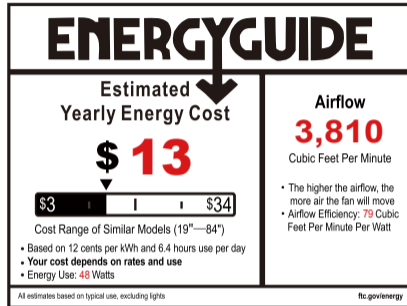 ENERGYGUIDE
Estimated
Yearly Energy Cost
$ 13
$3 $34
Cost Range of Similar Models (19"—84")
• Based on 12 cents per kWh and 6.4 hours use per day
• Your cost depends on rates and use
• Energy Use: 48 Watts
Airflow
3,810
Cubic Feet Per Minute
• The higher the airflow, the
more air the fan will move
• Airflow Efficiency: 79 Cubic
Feet Per Minute Per Watt
All estimates based on typical use, excluding lights
ftc.gov/energy